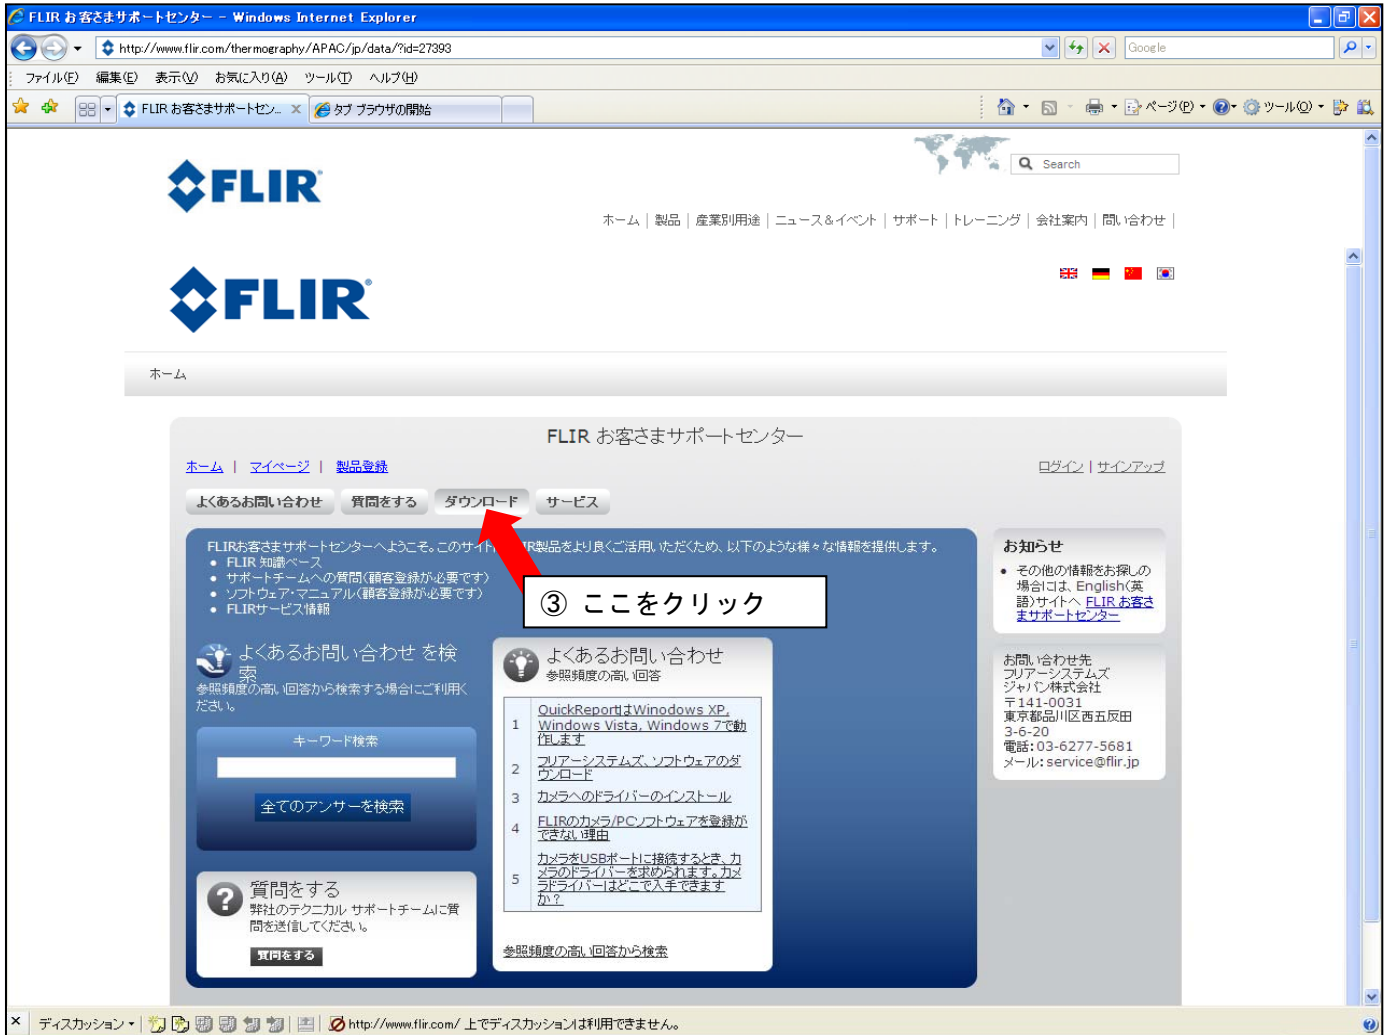 FLIR お客さまサポートセンター - Windows Internet Explorer
http://www.flir.com/thermography/APAC/jp/data/?id=27393
Google
ファイル(F) 編集(E) 表示(V) お気に入り(A) ツール(T) ヘルプ(H)
FLIR お客さまサポートセン...
タブ ブラウザの開始
ページ(P)
ツール(O)
FLIR
Search
ホーム | 製品 | 産業別用途 | ニュース＆イベント | サポート | トレーニング | 会社案内 | 問い合わせ |
FLIR
ホーム
FLIR お客さまサポートセンター
ホーム | マイページ | 製品登録
ログイン | サインアップ
よくあるお問い合わせ 質問をする ダウンロード サービス
FLIRお客さまサポートセンターへようこそ。このサイト
R製品をより良くご活用いただくため、以下のような様々な情報を提供します。
• FLIR 知識ベース
• サポートチームへの質問(顧客登録が必要です)
• ソフトウェア・マニュアル(顧客登録が必要です)
• FLIRサービス情報
③ ここをクリック
よくあるお問い合わせ を検
索
参照頻度の高い回答から検索する場合にご利用く
ださい。
キーワード検索
全てのアンサーを検索
質問をする
弊社のテクニカル サポートチームに質
問を送信してください。
質問をする
よくあるお問い合わせ
参照頻度の高い回答
1 QuickReportはWinodows XP,
Windows Vista, Windows 7で動
作します
2 フリアーシステムズ、ソフトウェアのダ
ウンロード
3 カメラへのドライバーのインストール
4 FLIRのカメラ/PCソフトウェアを登録が
できない理由
5 カメラをUSBポートに接続するとき、カ
メラのドライバーを求められます。カメ
ラドライバーはどこで入手できます
か？
参照頻度の高い回答から検索
お知らせ
• その他の情報をお探しの
場合には、English(英
語)サイトへ FLIR お客さ
まサポートセンター
お問い合わせ先
フリアーシステムズ
ジャパン株式会社
〒141-0031
東京都品川区西五反田
3-6-20
電話:03-6277-5681
メール:service@flir.jp
ディスカッション
http://www.flir.com/ 上でディスカッションは利用できません。